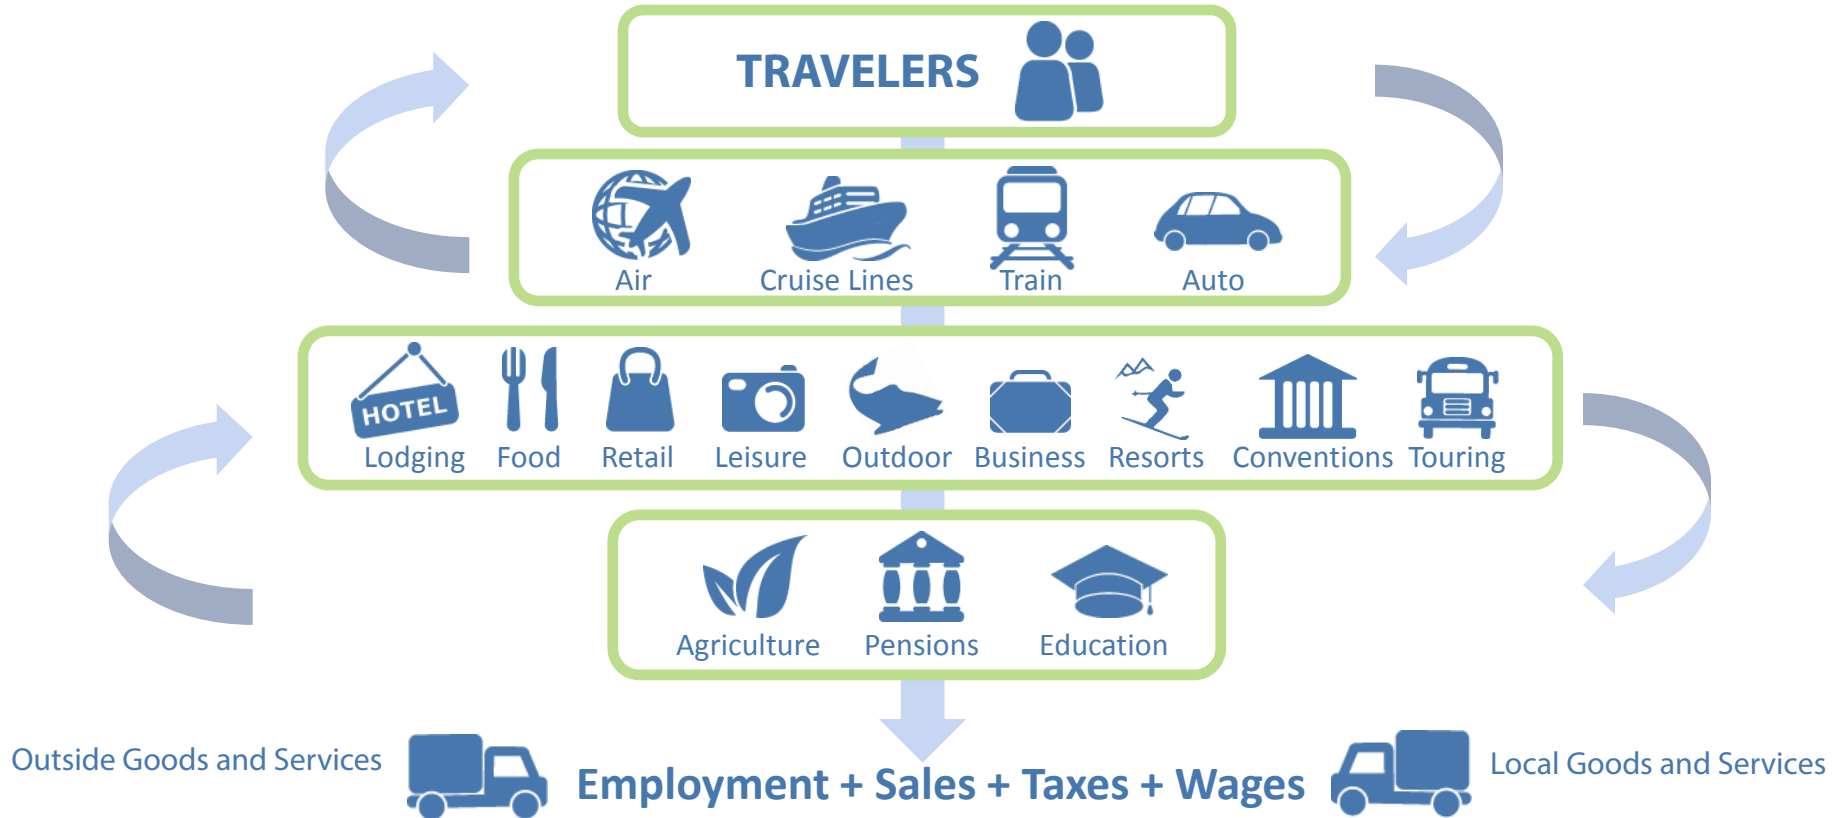 TRAVELERS
Air Cruise Lines Train Auto
HOTEL
Lodging Food Retail Leisure Outdoor Business Resorts Conventions Touring
Agriculture Pensions Education
Outside Goods and Services
Employment + Sales + Taxes + Wages
Local Goods and Services